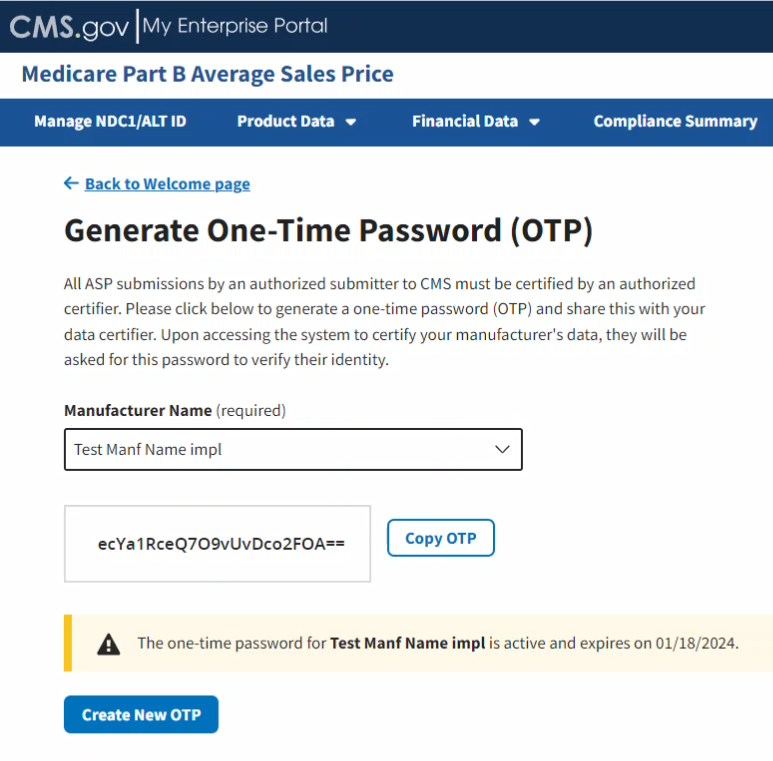 CMS.gov My Enterprise Portal
Medicare Part B Average Sales Price
Manage NDC1/ALT ID Product Data Financial Data Compliance Summary
Back to Welcome page
Generate One-Time Password (OTP)
All ASP submissions by an authorized submitter to CMS must be certified by an authorized
certifier. Please click below to generate a one-time password (OTP) and share this with your
data certifier. Upon accessing the system to certify your manufacturer's data, they will be
asked for this password to verify their identity.
Manufacturer Name (required)
Test Manf Name impl
ecYa1RceQ7O9vUvDco2FOA== Copy OTP
The one-time password for Test Manf Name impl is active and expires on 01/18/2024.
Create New OTP